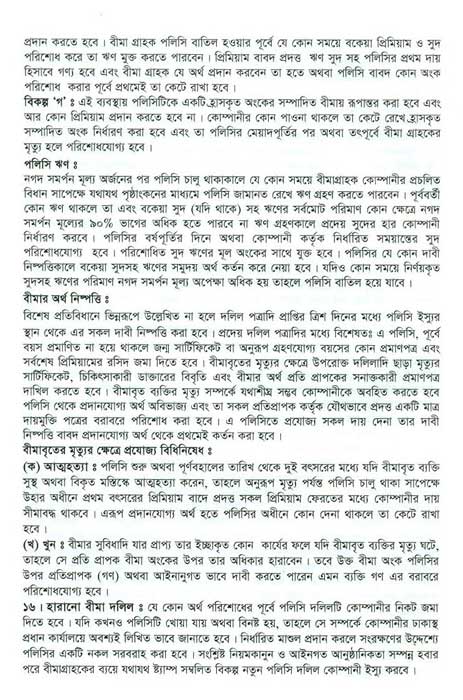 প্রদান করতে হবে । বীমা গ্রাহক পলিসি বাতিল হওয়ার পূর্বে যে কোন সময়ে বকেয়া প্রিমিয়াম ও সুদ
পরিশোধ করে তা ঋণ মুক্ত করতে পারবেন । প্রিমিয়াম বাবদ প্রদত্ত ঋণ সুদ সহ পলিসির প্রথম দায়
হিসাবে গণ্য হবে এবং বীমা গ্রাহক যে অর্থ প্রদান করবেন তা হতে অথবা পলিসি বাবদ কোন অংক
পরিশোধ করার পূর্বে প্রথমেই তা কেটে রাখা হবে ।
বিকল্প 'গ' : এই ব্যবস্থায় পলিসিটিকে একটি হ্রাসকৃত অংকের সম্পাদিত বীমায় রূপান্তর করা হবে এবং
আর কোন প্রিমিয়াম প্রদান করতে হবে না । কোম্পানীর কোন পাওনা থাকলে তা কেটে রেখে হ্রাসকৃত
সম্পাদিত অংক নির্ধারণ করা হবে এবং তা পলিসির মেয়াদপূর্তির পর অথবা তৎপূর্বে বীমা গ্রাহকের
মৃত্যু হলে পরিশোধযোগ্য হবে ।
পলিসি ঋণ :
নগদ সমর্পন মূল্য অর্জনের পর পলিসি চালু থাকাকালে যে কোন সময়ে বীমাগ্রাহক কোম্পানীর প্রচলিত
বিধান সাপেক্ষে যথাযথ পৃষ্ঠাংকনের মাধ্যমে পলিসি জামানত রেখে ঋণ গ্রহণ করতে পারবেন । পূর্ববর্তী
কোন ঋণ থাকলে তা এবং বকেয়া সুদ (যদি থাকে) সহ ঋণের সর্বমোট পরিমাণ কোন ক্ষেত্রে নগদ
সমর্পন মূল্যের ৯০% ভাগের অধিক হতে পারবে না ঋণ গ্রহণকালে প্রদেয় সুদের হার কোম্পানী
নির্ধারণ করবে । পলিসির বর্ষপূর্তির দিনে অথবা কোম্পানী কর্তৃক নির্ধারিত সময়ান্তের সুদ
পরিশোধযোগ্য হবে । পরিশোধিত সুদ ঋণের মূল অংকের সাথে যুক্ত হবে । পলিসির যে কোন দাবী
নিষ্পত্তিকালে বকেয়া সুদসহ ঋণের সমুদয় অর্থ কর্তন করে নেয়া হবে । যদিও কোন সময়ে নির্ণয়কৃত
সুদসহ ঋণের পরিমাণ নগদ সমর্পন মূল্য অপেক্ষা অধিক হয় তাহলে পলিসি বাতিল হয়ে যাবে ।
বীমার অর্থ নিষ্পত্তি :
বিশেষ প্রতিবিধানে ভিন্নরূপে উল্লেখিত না হলে দলিল পত্রাদি প্রাপ্তির ত্রিশ দিনের মধ্যে পলিসি ইস্যুর
স্থান থেকে এর সকল দাবী নিষ্পত্তি করা হবে । প্রদেয় দলিল পত্রাদির মধ্যে বিশেষতঃ এ পলিসি, পূর্বে
বয়স প্রমাণিত না হয়ে থাকলে জন্ম সার্টিফিকেট বা অনুরূপ গ্রহণযোগ্য বয়সের কোন প্রমাণপত্র এবং
সর্বশেষ প্রিমিয়ামের রসিদ জমা দিতে হবে । বীমাবৃতের মৃত্যুর ক্ষেত্রে উপরোক্ত দলিলাদি ছাড়া মৃত্যুর
সার্টিফিকেট, চিকিৎসাকারী ডাক্তারের বিবৃতি এবং বীমার অর্থ প্রতি প্রাপকের সনাক্তকারী প্রমাণপত্র
দাখিল করতে হবে । বীমাবৃত ব্যক্তির মৃত্যু সম্পর্কে যথাশীঘ্র সম্ভব কোম্পানীকে অবহিত করতে হবে
পলিসি থেকে প্রদানযোগ্য অর্থ অবিভাজ্য এবং তা সকল প্রতিপ্রাপক কর্তৃক যৌথভাবে প্রদত্ত একটি মাত্র
দায়মুক্তি পত্রের বরাবরে পরিশোধ করা হবে । এ পলিসিতে প্রযোজ্য সকল দায় দেনা তার দাবী
নিষ্পত্তি বাবদ প্রদানযোগ্য অর্থ থেকে প্রথমেই কর্তন করা হবে ।
বীমাবৃতের মৃত্যুর ক্ষেত্রে প্রযোজ্য বিধিনিষেধ :
(ক) আত্মহত্যা : পলিসি শুরু অথবা পূর্ণবহালের তারিখ থেকে দুই বৎসরের মধ্যে যদি বীমাবৃত ব্যক্তি
সুস্থ অথবা বিকৃত মস্তিষ্কে আত্মহত্যা করেন, তাহলে অনুরূপ মৃত্যু পর্যন্ত পলিসি চালু থাকা সাপেক্ষে
উহার অধীনে প্রথম বৎসরের প্রিমিয়াম বাদে প্রদত্ত সকল প্রিমিয়াম ফেরতের মধ্যে কোম্পানীর দায়
সীমাবদ্ধ থাকবে । এরূপ প্রদানযোগ্য অর্থ হতে পলিসির অধীনে কোন দেনা থাকলে তা কেটে রাখা
হবে ।
(খ) খুন : বীমার সুবিধাদি যার প্রাপ্য তার ইচ্ছাকৃত কোন কার্যের ফলে যদি বীমাবৃত ব্যক্তির মৃত্যু ঘটে,
তাহলে সে প্রতি প্রাপক বীমা অংকের উপর তার অধিকার হারাবেন । তবে উক্ত বীমা অংক পলিসির
উপর প্রতিপ্রাপক (গণ) অথবা আইনানুগত ভাবে দাবী করতে পারেন এমন ব্যক্তি গণ এর বরাবরে
পরিশোধযোগ্য হবে ।
১৬ । হারানো বীমা দলিল : যে কোন অর্থ পরিশোধের পূর্বে পলিসি দলিলটি কোম্পানীর নিকট জমা
দিতে হবে । যদি কখনও পলিসিটি খোয়া যায় অথবা বিনষ্ট হয়, তাহলে সে সম্পর্কে কোম্পানীর ঢাকাস্থ
প্রধান কার্যালয়ে অবশ্যই লিখিত ভাবে জানাতে হবে । নির্ধারিত মাশুল প্রদান করলে সংরক্ষণের উদ্দেশ্যে
পলিসির একটি নকল সরবরাহ করা হবে । সংশ্লিষ্ট নিয়মকানুন ও আইনগত আনুষ্ঠানিকতা সম্পন্ন হবার
পরে বীমাগ্রাহকের ব্যয়ে যথাযথ ষ্ট্যাম্প সম্বলিত বিকল্প নতুন পলিসি দলিল কোম্পানী ইস্যু করবে ।